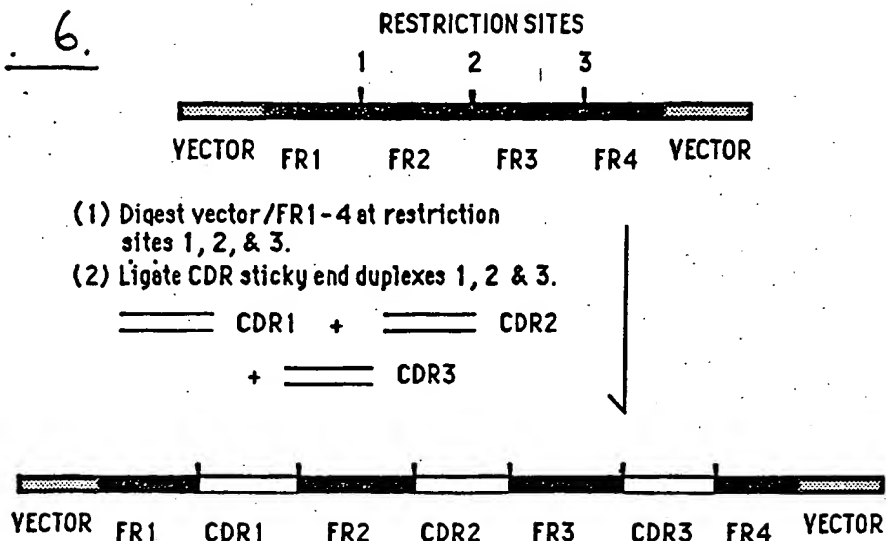 . 6.
RESTRICTION SITES
1 2 3
VECTOR FR1 FR2 FR3 FR4 VECTOR
(1) Digest vector/FR1-4 at restriction
sites 1, 2, & 3.
(2) Ligate CDR sticky end duplexes 1, 2 & 3.
CDR1 + CDR2
+ CDR3
VECTOR FR1 CDR1 FR2 CDR2 FR3 CDR3 FR4 VECTOR